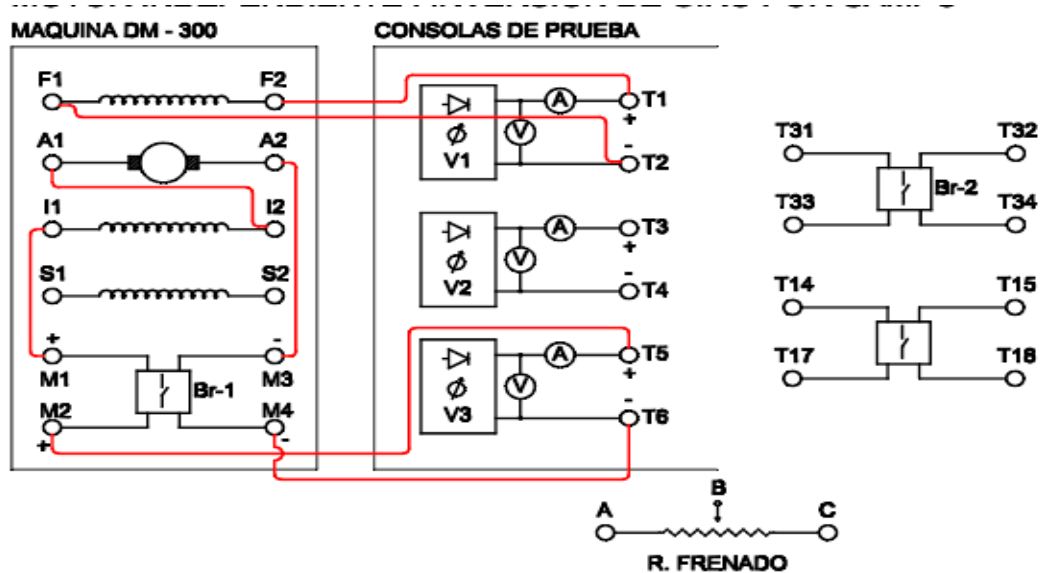 MAQUINA DM - 300
CONSOLAS DE PRUEBA
F1 F2
A1 A2
I1 I2
S1 S2
+ -
M1 Br-1 M3
M2 M4
+ -
V1 A V T1
+
-
T2
V2 A V T3
+
-
T4
V3 A V T5
+
-
T6
T31 T32
Br-2
T33 T34
T14 T15
T17 T18
A B C
R. FRENADO